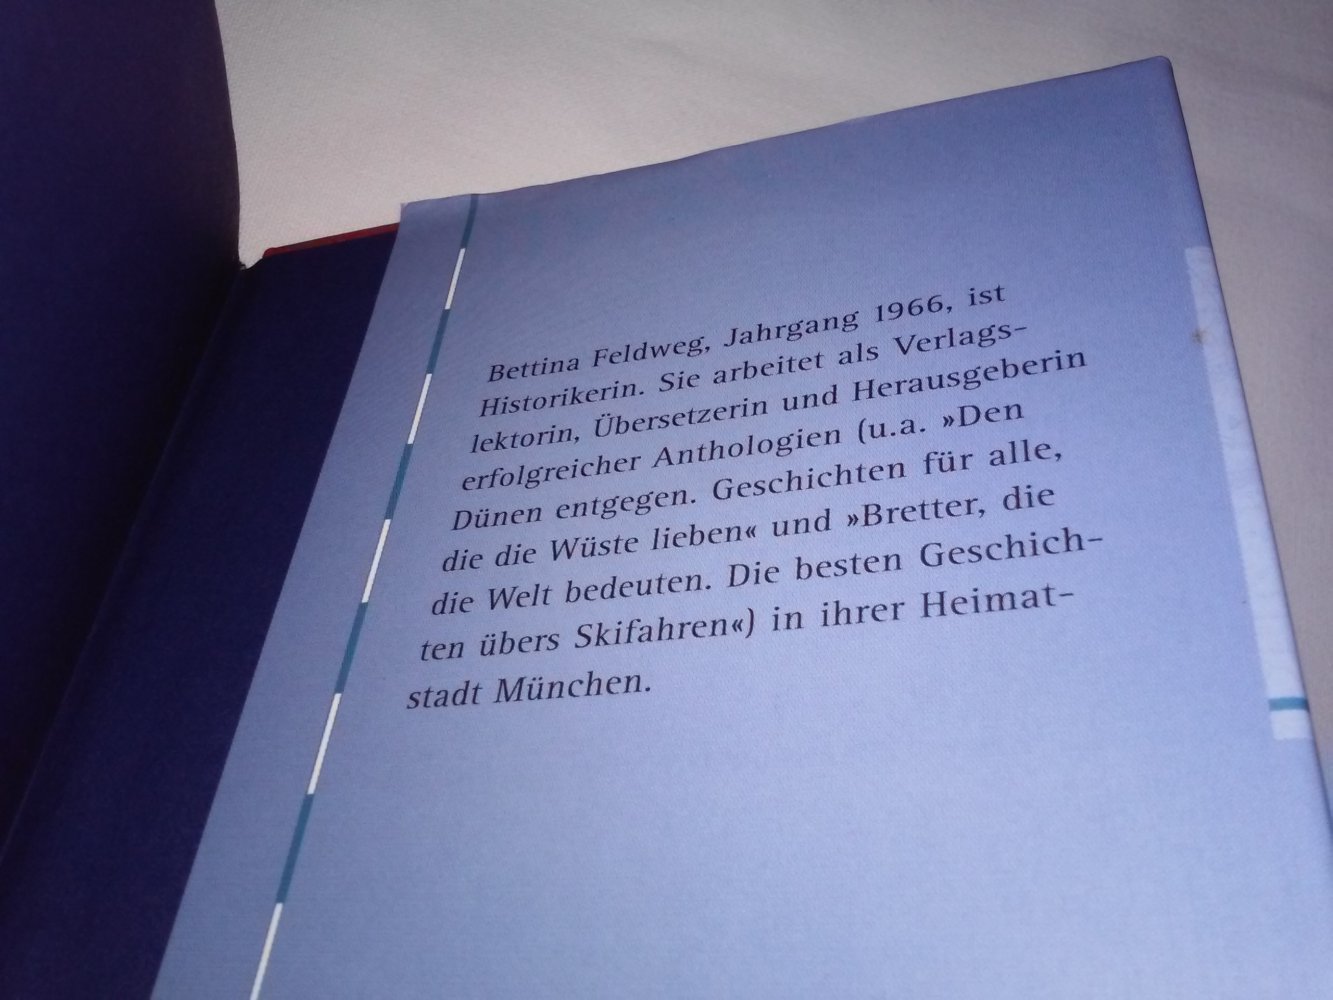 Bettina Feldweg, Jahrgang 1966, ist
Historikerin. Sie arbeitet als Verlags-
lektorin, Übersetzerin und Herausgeberin
erfolgreicher Anthologien (u.a. »Den
Dünen entgegen. Geschichten für alle,
die die Wüste lieben« und »Bretter, die
die Welt bedeuten. Die besten Geschich-
ten übers Skifahren«) in ihrer Heimat-
stadt München.